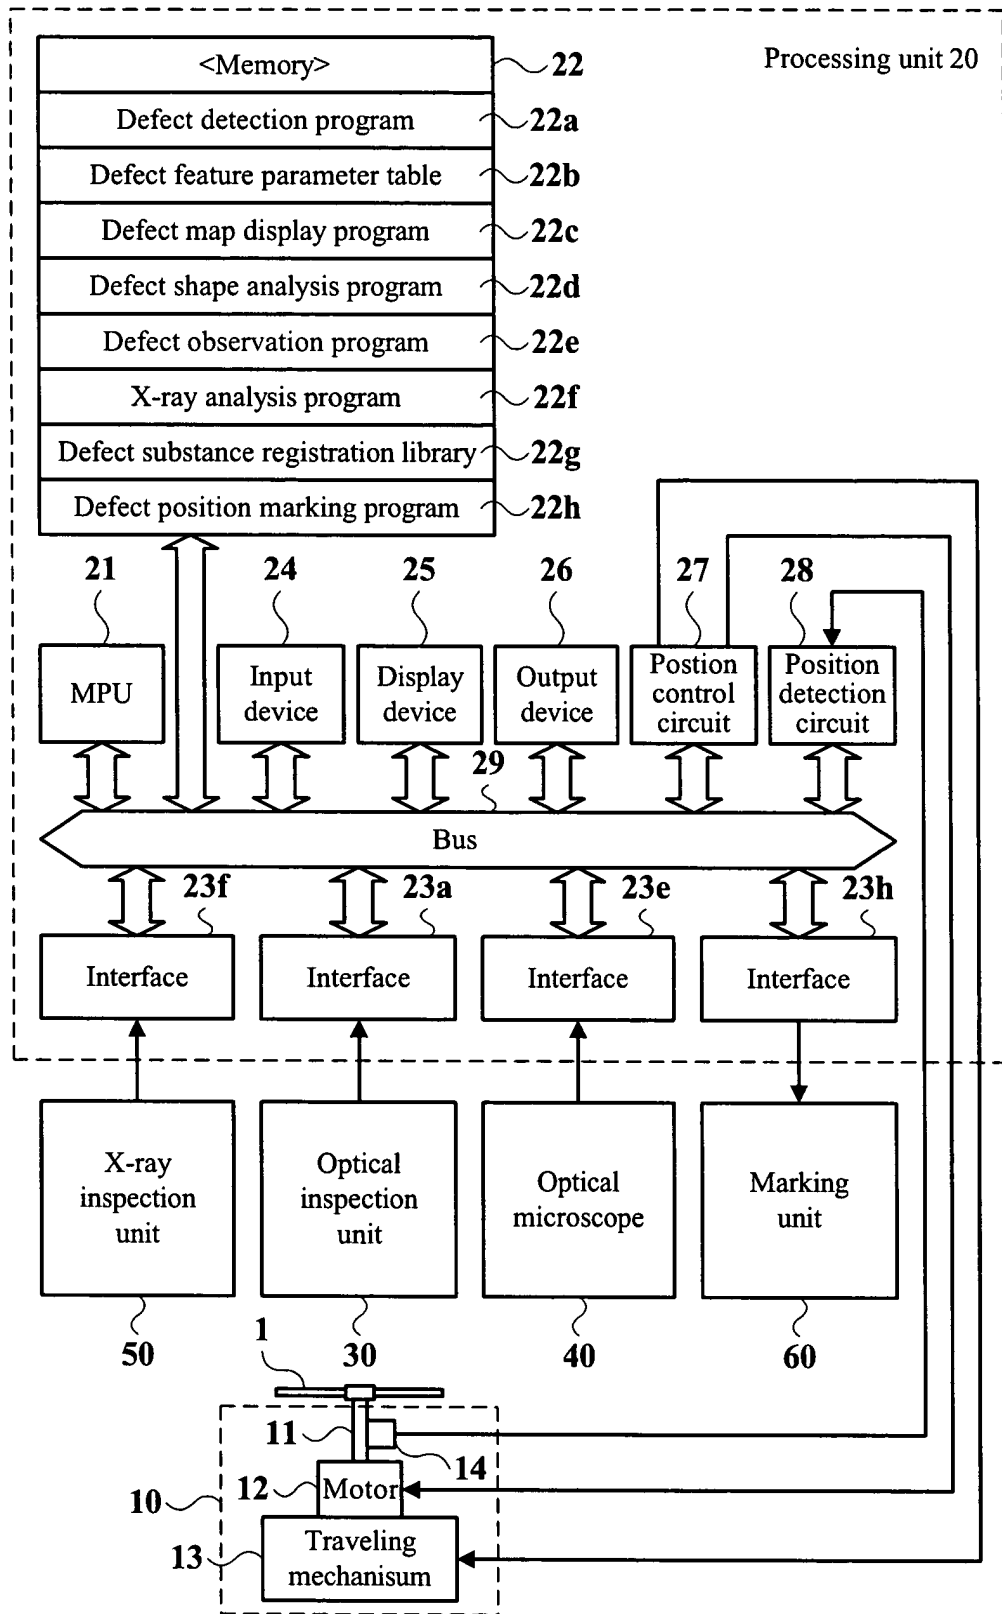 Processing unit 20
<Memory>
22
Defect detection program
22a
Defect feature parameter table
22b
Defect map display program
22c
Defect shape analysis program
22d
Defect observation program
22e
X-ray analysis program
22f
Defect substance registration library
22g
Defect position marking program
22h
21
24
25
26
27
28
MPU
Input
device
Display
device
Output
device
Postion
control
circuit
Position
detection
circuit
29
Bus
23f
23a
23e
23h
Interface
Interface
Interface
Interface
X-ray
inspection
unit
Optical
inspection
unit
Optical
microscope
Marking
unit
50
30
40
60
1
11
14
12
Motor
10
13
Traveling
mechanisum